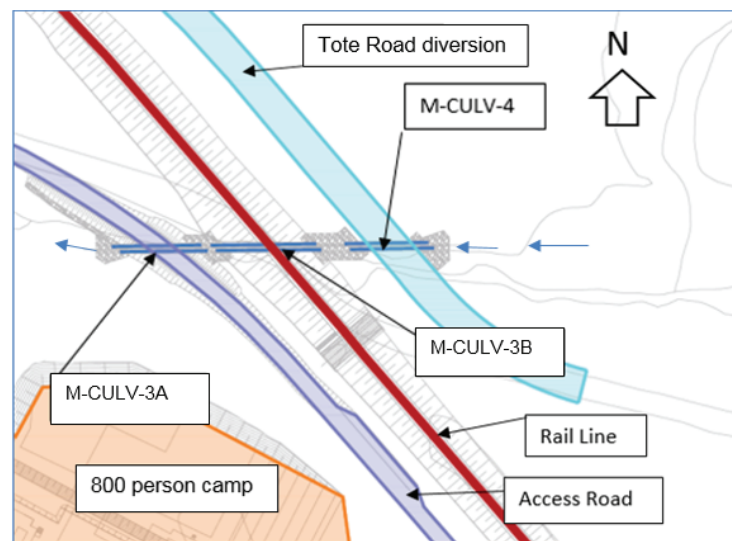 Tote Road diversion
N
M-CULV-4
M-CULV-3B
M-CULV-3A
Rail Line
800 person camp
Access Road